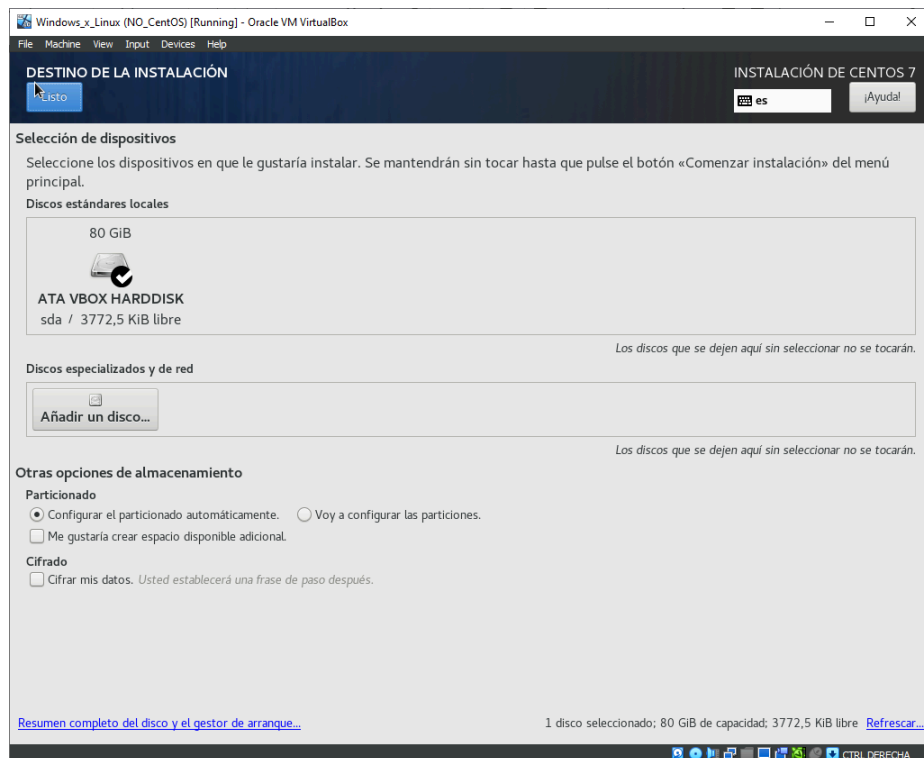 Windows_x_Linux (NO_CentOS) [Running] - Oracle VM VirtualBox
File Machine View Input Devices Help
DESTINO DE LA INSTALACIÓN
INSTALACIÓN DE CENTOS 7
Listo
es
¡Ayuda!
Selección de dispositivos
Seleccione los dispositivos en que le gustaría instalar. Se mantendrán sin tocar hasta que pulse el botón «Comenzar instalación» del menú
principal.
Discos estándares locales
80 GiB
ATA VBOX HARDDISK
sda / 3772,5 KiB libre
Los discos que se dejen aquí sin seleccionar no se tocarán.
Discos especializados y de red
Añadir un disco...
Los discos que se dejen aquí sin seleccionar no se tocarán.
Otras opciones de almacenamiento
Particionado
Configurar el particionado automáticamente. Voy a configurar las particiones.
Me gustaría crear espacio disponible adicional.
Cifrado
Cifrar mis datos. Usted establecerá una frase de paso después.
Resumen completo del disco y el gestor de arranque...
1 disco seleccionado; 80 GiB de capacidad; 3772,5 KiB libre Refrescar...
CTRL DERECHA